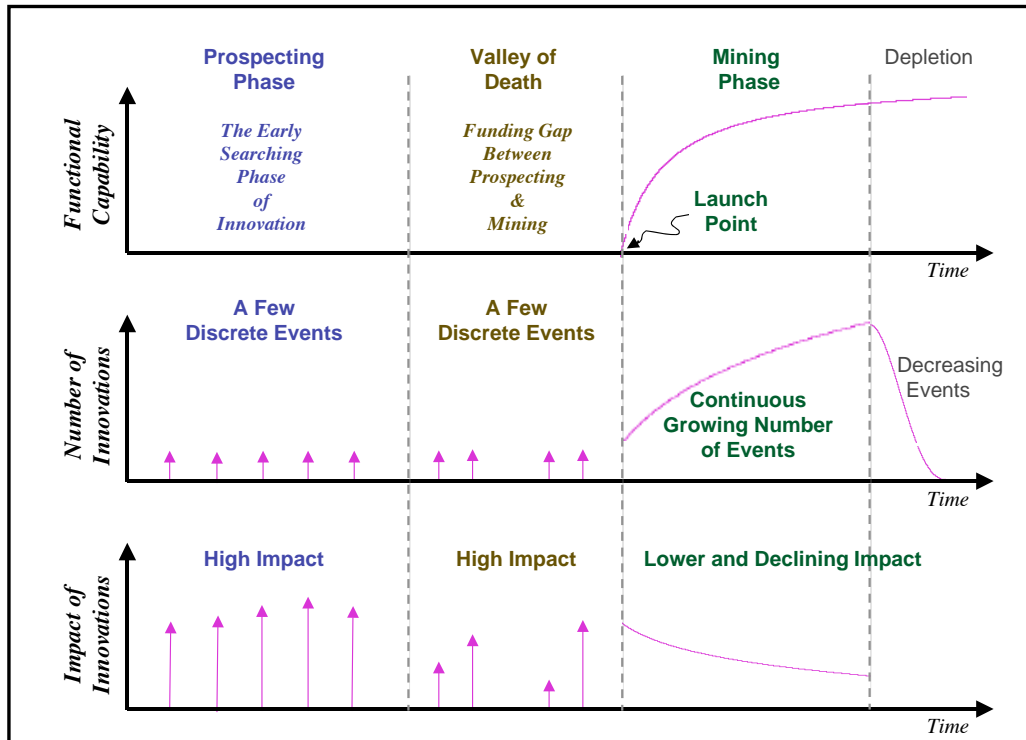 Prospecting
Phase
Valley of
Death
Mining
Phase
Depletion
Functional
Capability
The Early
Searching
Phase
of
Innovation
Funding Gap
Between
Prospecting
&
Mining
Launch
Point
Time
A Few
Discrete Events
A Few
Discrete Events
Number of
Innovations
Continuous
Growing Number
of Events
Decreasing
Events
Time
High Impact
High Impact
Lower and Declining Impact
Impact of
Innovations
Time